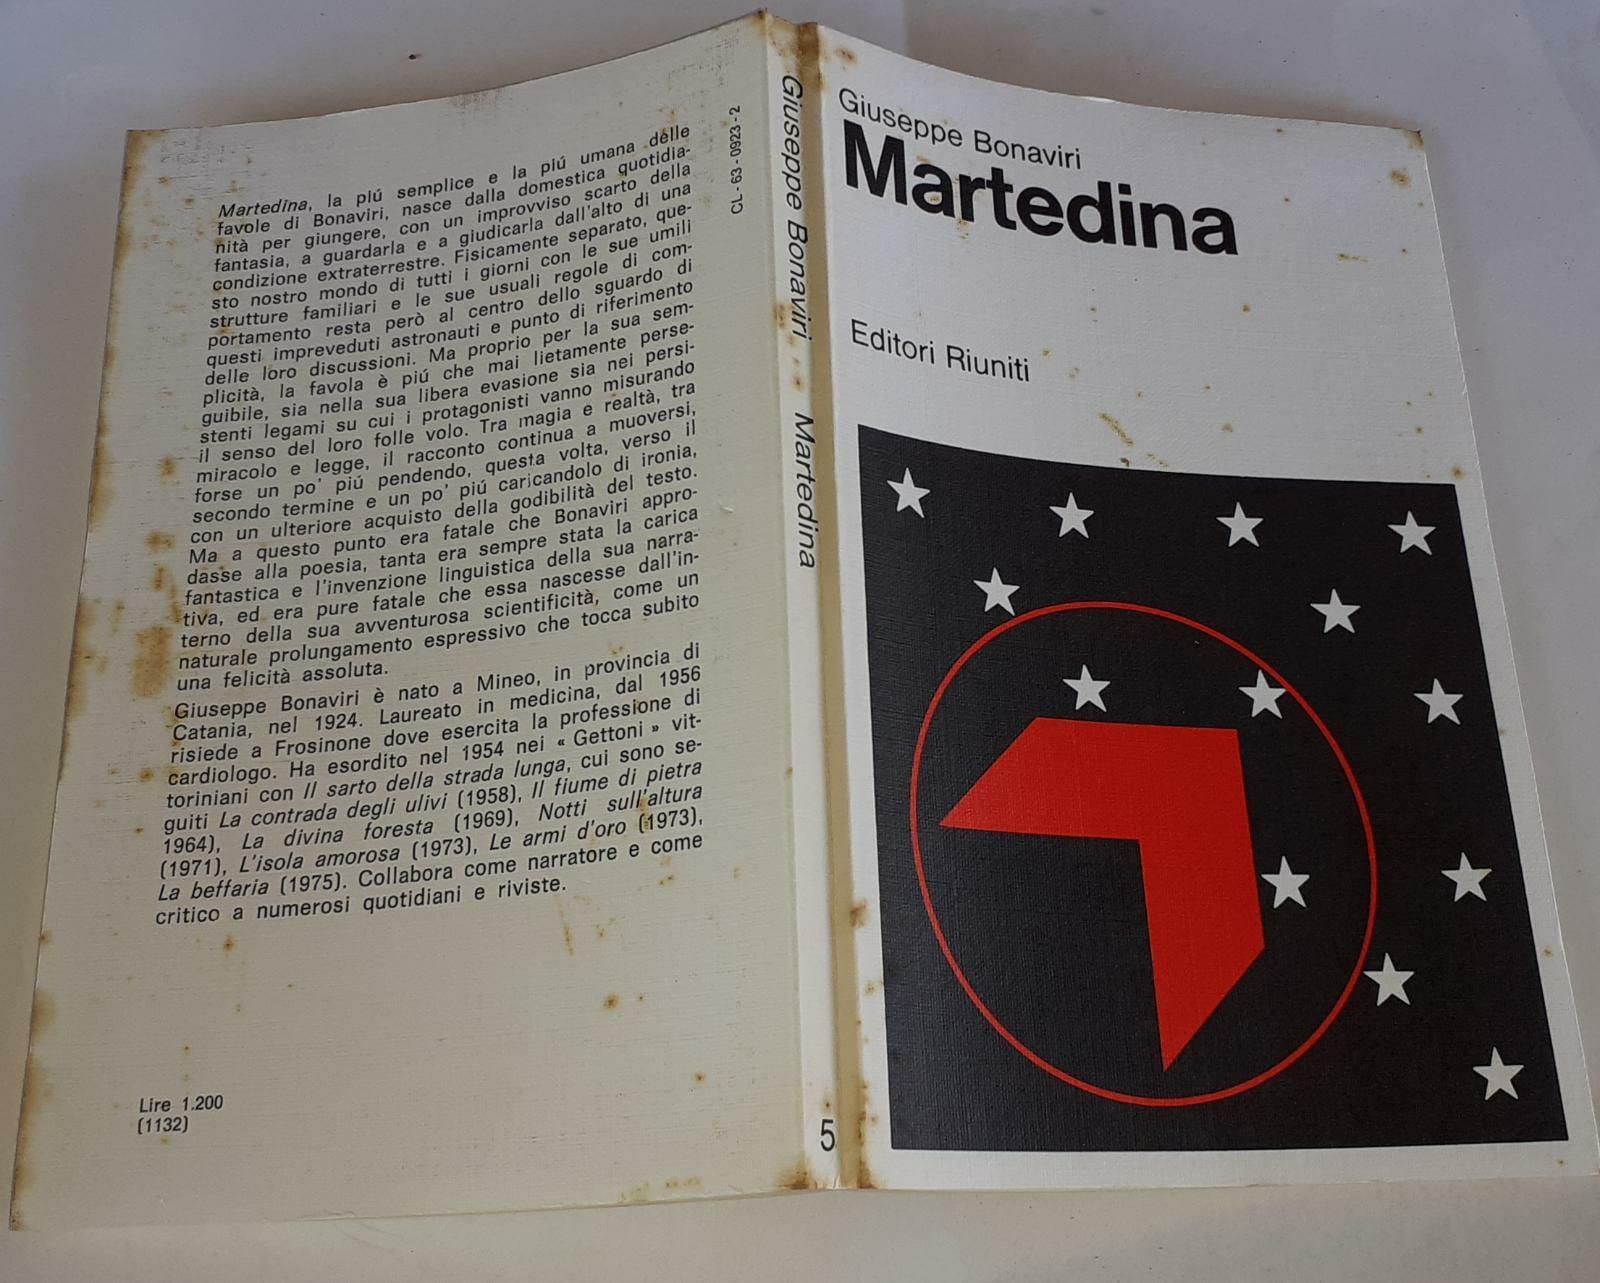 Martedina, la piú semplice e la piú umana delle
favole di Bonaviri, nasce dalla domestica quotidia-
nità per giungere, con un improvviso scarto della
fantasia, a guardarla e a giudicarla dall'alto di una
condizione extraterrestre. Fisicamente separato, que-
sto nostro mondo di tutti i giorni con le sue umili
strutture familiari e le sue usuali regole di com-
portamento resta però al centro dello sguardo di
questi impreveduti astronauti e punto di riferimento
delle loro discussioni. Ma proprio per la sua sem-
plicità, la favola è piú che mai lietamente perse-
guibile, sia nella sua libera evasione sia nei persi-
stenti legami su cui i protagonisti vanno misurando
il senso del loro folle volo. Tra magia e realtà, tra
miracolo e legge, il racconto continua a muoversi,
forse un po' piú pendendo, questa volta, verso il
secondo termine e un po' piú caricandolo di ironia,
con un ulteriore acquisto della godibilità del testo.
Ma a questo punto era fatale che Bonaviri appro-
dasse alla poesia, tanta era sempre stata la carica
fantastica e l'invenzione linguistica della sua narra-
tiva, ed era pure fatale che essa nascesse dall'in-
terno della sua avventurosa scientificità, come un
naturale prolungamento espressivo che tocca subito
una felicità assoluta.
Giuseppe Bonaviri è nato a Mineo, in provincia di
Catania, nel 1924. Laureato in medicina, dal 1956
risiede a Frosinone dove esercita la professione di
cardiologo. Ha esordito nel 1954 nei « Gettoni » vit-
toriniani con Il sarto della strada lunga, cui sono se-
guiti La contrada degli ulivi (1958), Il fiume di pietra
1964), La divina foresta (1969), Notti sull'altura
(1971), L'isola amorosa (1973), Le armi d'oro (1973),
La beffaria (1975). Collabora come narratore e come
critico a numerosi quotidiani e riviste.
Lire 1.200
(1132)
CL - 63 - 0923 - 2
Giuseppe Bonaviri Martedina
5
Giuseppe Bonaviri
Martedina
Editori Riuniti